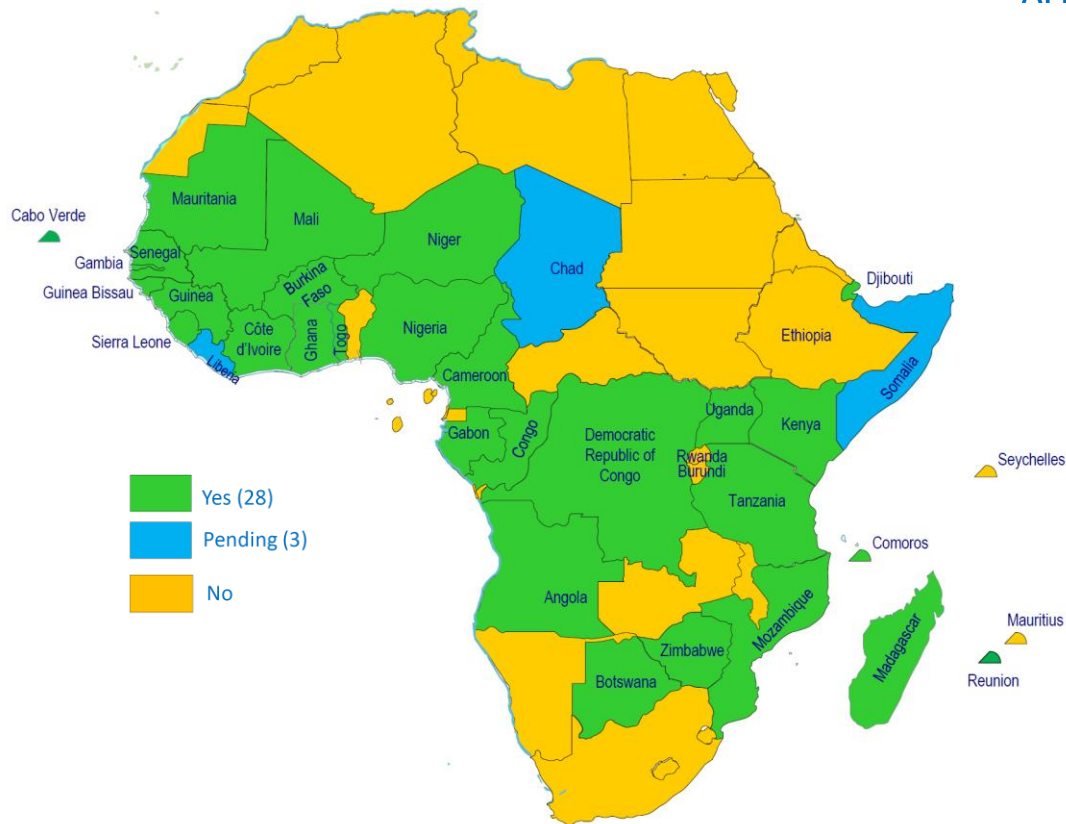 Mauritania
Cabo Verde
Mali
Niger
Senegal
Gambia
Chad
Djibouti
Guinea Bissau
Guinea
Burkina
Faso
Nigeria
Ethiopia
Sierra Leone
Côte
d'Ivoire
Ghana
Togo
Liberia
Somalia
Cameroon
Uganda
Kenya
Gabon
Congo
Democratic
Republic of
Congo
Rwanda
Burundi
Seychelles
Tanzania
Yes (28)
Pending (3)
No
Comoros
Angola
Mozambique
Mauritius
Zimbabwe
Madagascar
Botswana
Reunion